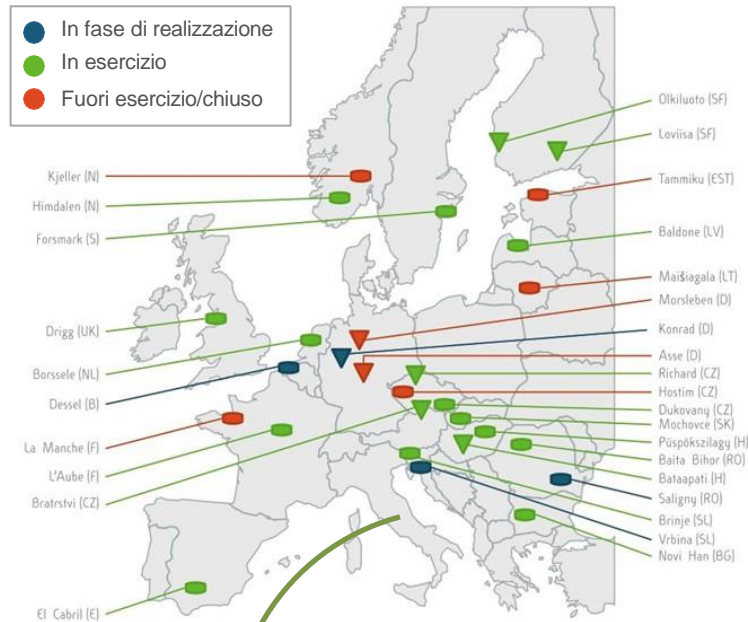 In fase di realizzazione
In esercizio
Fuori esercizio/chiuso
Kjeller (N)
Himdalen (N)
Forsmark (S)
Drigg (UK)
Borssele (NL)
Dessel (B)
La Manche (F)
L'Aube (F)
Bratrstvi (CZ)
El Cabril (E)
Olkiluoto (SF)
Loviisa (SF)
Tammiku (EST)
Baldone (LV)
Maišiagala (LT)
Morsleben (D)
Konrad (D)
Asse (D)
Richard (CZ)
Hostim (CZ)
Dukovany (CZ)
Mochovce (SK)
Püspökszilagy (H)
Baita Bihor (RO)
Bataapati (H)
Saligny (RO)
Brinje (SL)
Vrbina (SL)
Novi Han (BG)